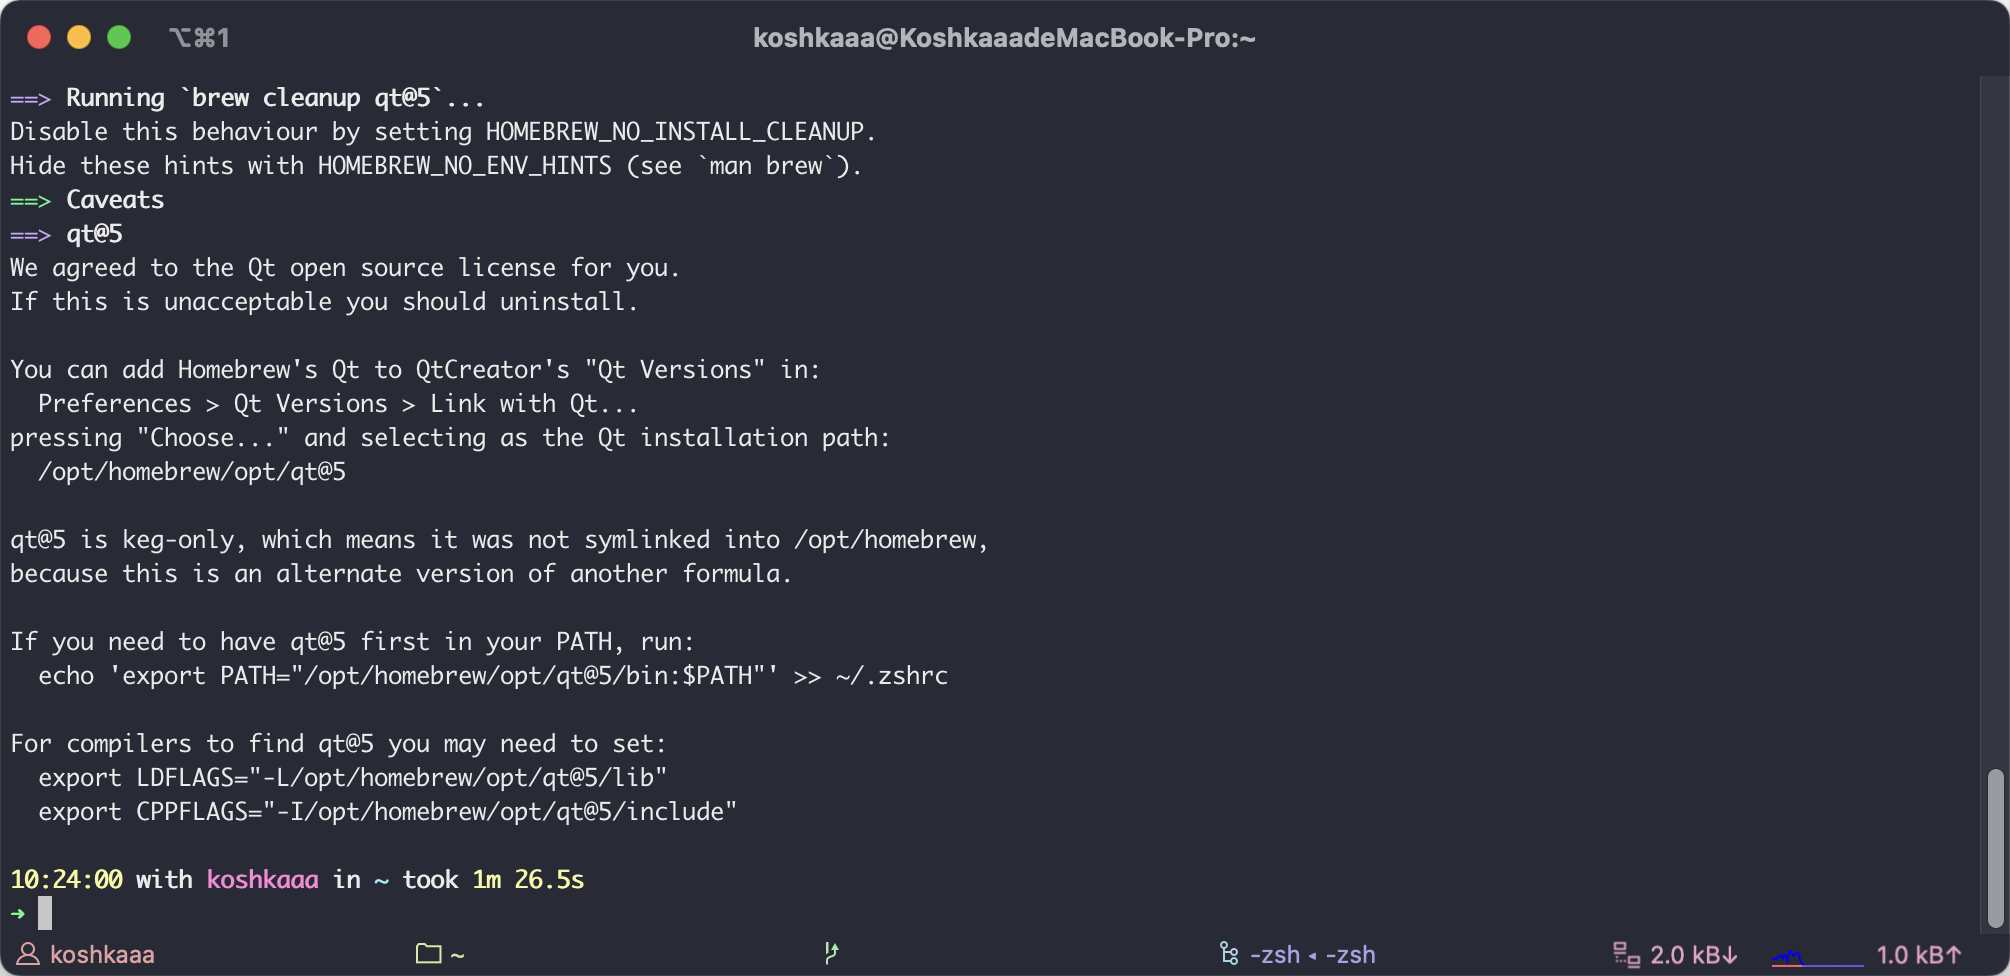 ⌥⌘1
koshkaaa@KoshkaaadeMacBook-Pro:~
==> Running `brew cleanup qt@5`...
Disable this behaviour by setting HOMEBREW_NO_INSTALL_CLEANUP.
Hide these hints with HOMEBREW_NO_ENV_HINTS (see `man brew`).
==> Caveats
==> qt@5
We agreed to the Qt open source license for you.
If this is unacceptable you should uninstall.
You can add Homebrew's Qt to QtCreator's "Qt Versions" in:
  Preferences > Qt Versions > Link with Qt...
pressing "Choose..." and selecting as the Qt installation path:
  /opt/homebrew/opt/qt@5
qt@5 is keg-only, which means it was not symlinked into /opt/homebrew,
because this is an alternate version of another formula.
If you need to have qt@5 first in your PATH, run:
  echo 'export PATH="/opt/homebrew/opt/qt@5/bin:$PATH"' >> ~/.zshrc
For compilers to find qt@5 you may need to set:
  export LDFLAGS="-L/opt/homebrew/opt/qt@5/lib"
  export CPPFLAGS="-I/opt/homebrew/opt/qt@5/include"
10:24:00 with koshkaaa in ~ took 1m 26.5s
➜
koshkaaa
~
-zsh ◂ -zsh
2.0 kB↓
1.0 kB↑